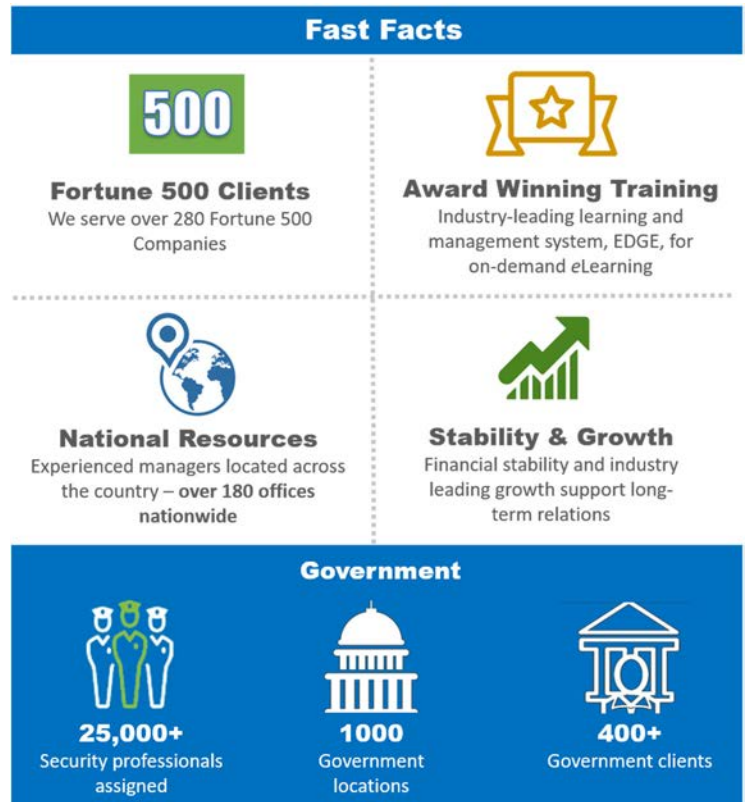 Fast Facts
500
Fortune 500 Clients
We serve over 280 Fortune 500
Companies
Award Winning Training
Industry-leading learning and
management system, EDGE, for
on-demand eLearning
National Resources
Experienced managers located across
the country – over 180 offices
nationwide
Stability & Growth
Financial stability and industry
leading growth support long-
term relations
Government
25,000+
Security professionals
assigned
1000
Government
locations
400+
Government clients